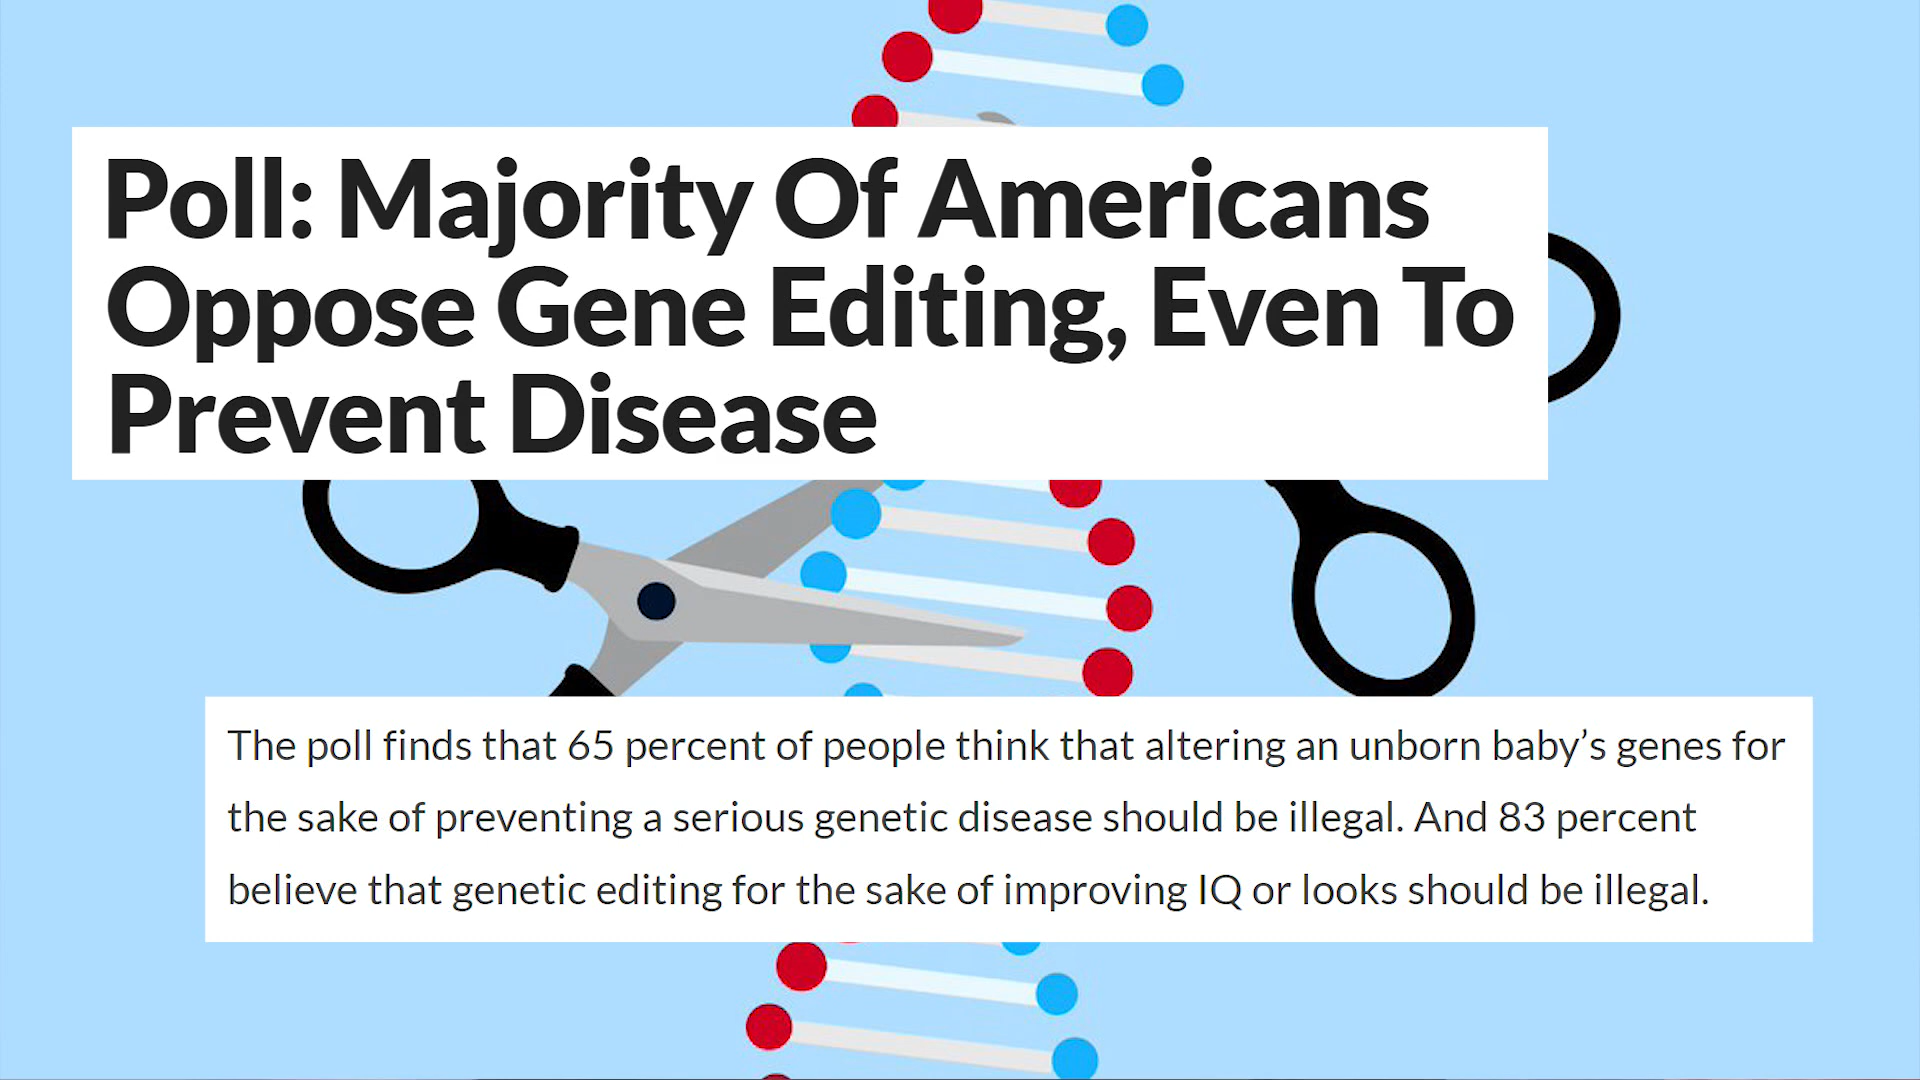 Poll: Majority Of Americans
Oppose Gene Editing, Even To
Prevent Disease
The poll finds that 65 percent of people think that altering an unborn baby’s genes for
the sake of preventing a serious genetic disease should be illegal. And 83 percent
believe that genetic editing for the sake of improving IQ or looks should be illegal.